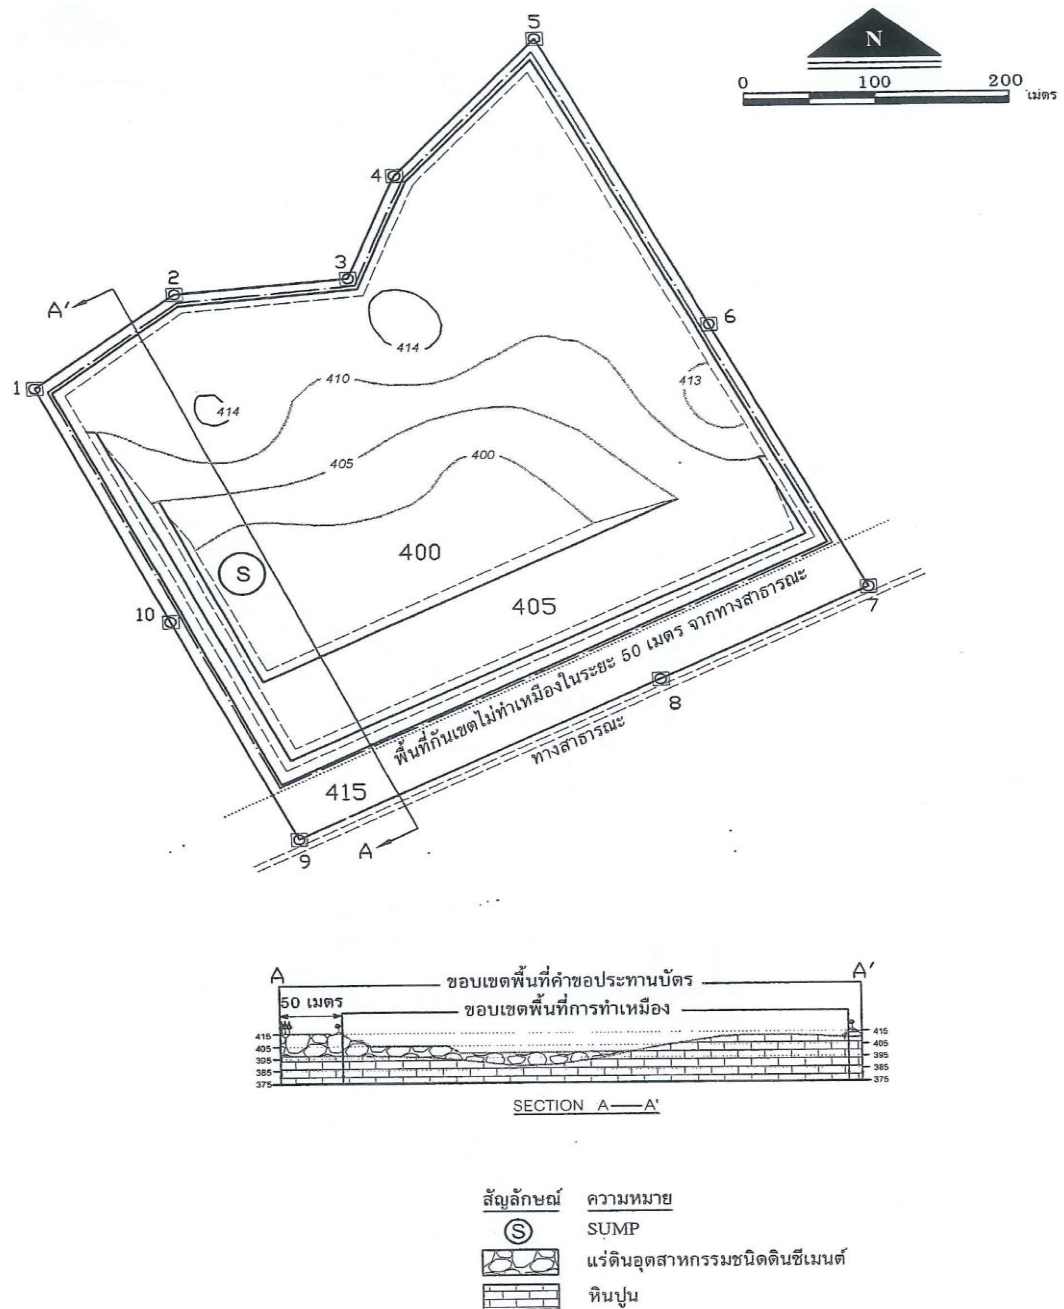 5
N
0 100 200 เมตร
4
3
2
A'
1
6
414
410
413
414
405
400
S
400
405
10
7
พื้นที่กันเขตไม่ทำเหมืองในระยะ 50 เมตร จากทางสาธารณะ
8
ทางสาธารณะ
415
A
9
A A'
ขอบเขตพื้นที่คำขอประทานบัตร
50 เมตร
ขอบเขตพื้นที่การทำเหมือง
415 415
405 405
395 395
385 385
375 375
SECTION A——A'
สัญลักษณ์ ความหมาย
S SUMP
แร่ดินอุตสาหกรรมชนิดดินซีเมนต์
หินปูน